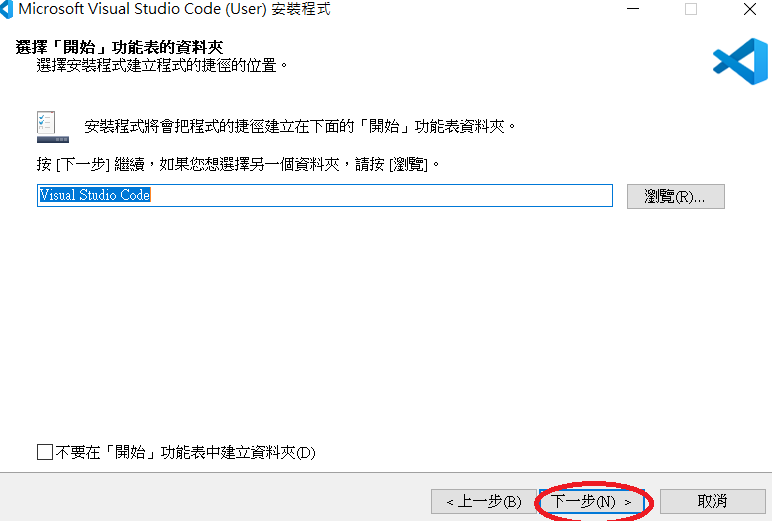 Microsoft Visual Studio Code (User) 安裝程式
選擇「開始」功能表的資料夾
選擇安裝程式建立程式的捷徑的位置。
安裝程式將會把程式的捷徑建立在下面的「開始」功能表資料夾。
按 [下一步] 繼續，如果您想選擇另一個資料夾，請按 [瀏覽]。
Visual Studio Code
瀏覽(R)...
不要在「開始」功能表中建立資料夾(D)
< 上一步(B)
下一步(N) >
取消